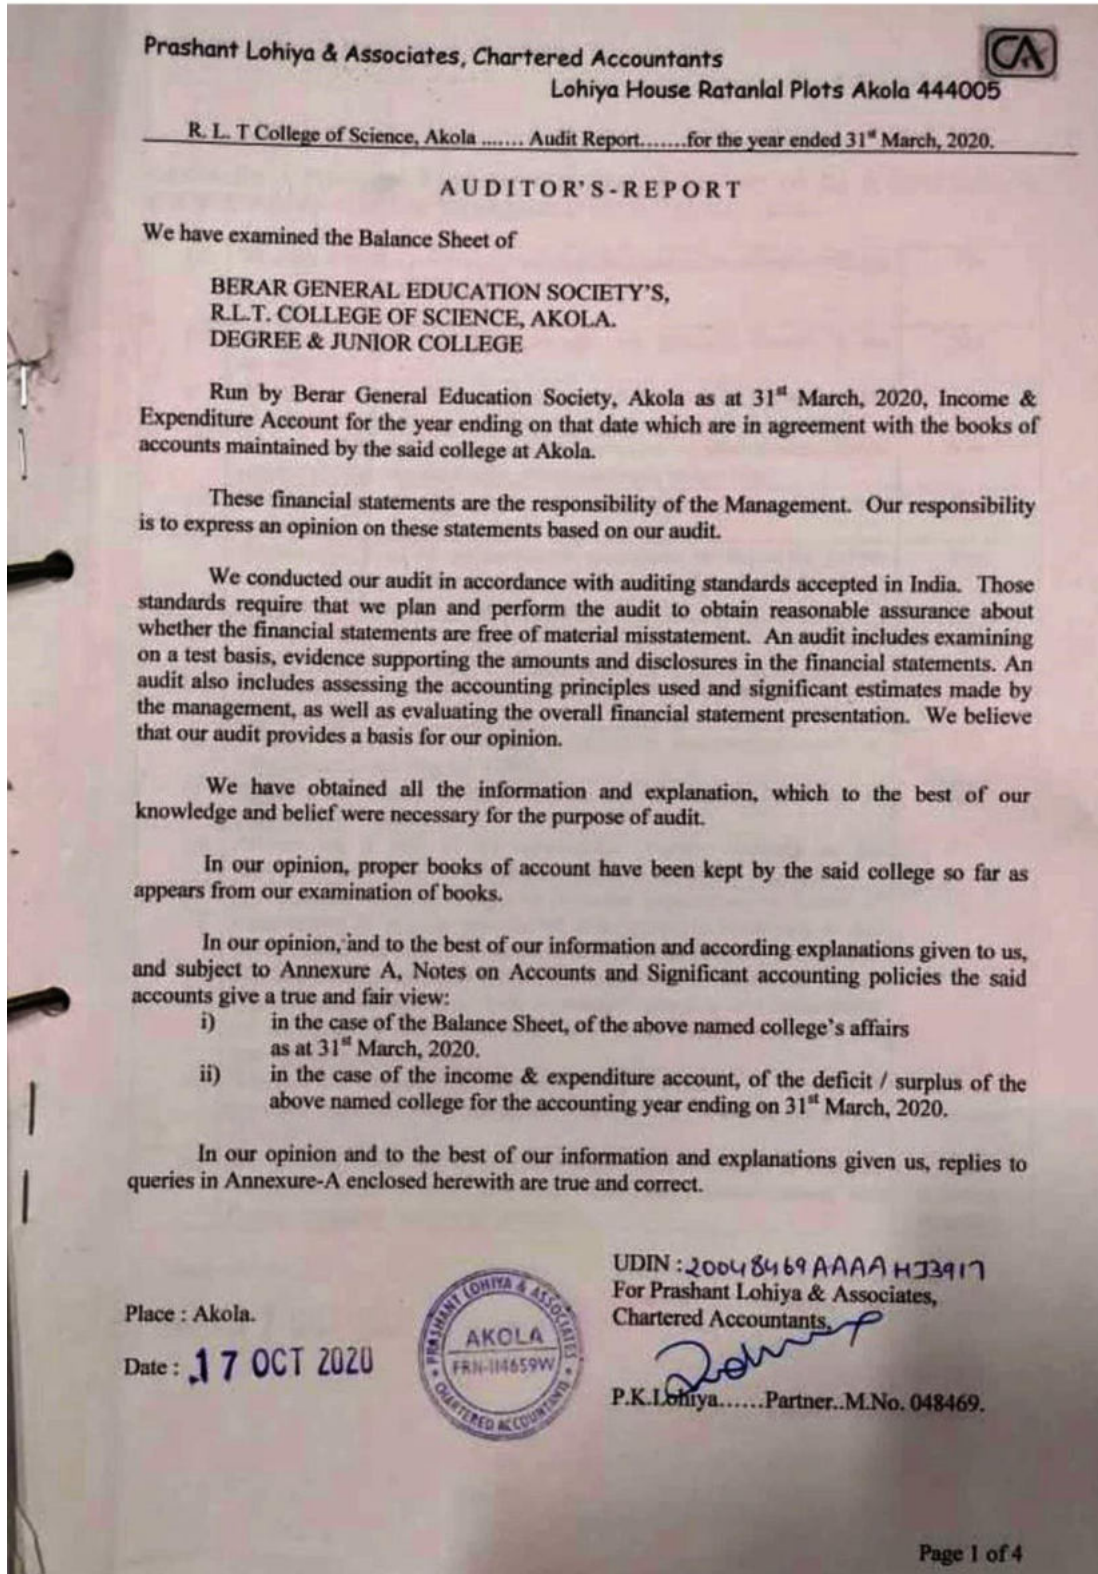 Prashant Lohiya & Associates, Chartered Accountants
CA
Lohiya House Ratanlal Plots Akola 444005
R. L. T College of Science, Akola ....... Audit Report.......for the year ended 31st March, 2020.
AUDITOR'S-REPORT
We have examined the Balance Sheet of
BERAR GENERAL EDUCATION SOCIETY'S,
R.L.T. COLLEGE OF SCIENCE, AKOLA.
DEGREE & JUNIOR COLLEGE
Run by Berar General Education Society, Akola as at 31st March, 2020, Income &
Expenditure Account for the year ending on that date which are in agreement with the books of
accounts maintained by the said college at Akola.
These financial statements are the responsibility of the Management. Our responsibility
is to express an opinion on these statements based on our audit.
We conducted our audit in accordance with auditing standards accepted in India. Those
standards require that we plan and perform the audit to obtain reasonable assurance about
whether the financial statements are free of material misstatement. An audit includes examining
on a test basis, evidence supporting the amounts and disclosures in the financial statements. An
audit also includes assessing the accounting principles used and significant estimates made by
the management, as well as evaluating the overall financial statement presentation. We believe
that our audit provides a basis for our opinion.
We have obtained all the information and explanation, which to the best of our
knowledge and belief were necessary for the purpose of audit.
In our opinion, proper books of account have been kept by the said college so far as
appears from our examination of books.
In our opinion, and to the best of our information and according explanations given to us,
and subject to Annexure A, Notes on Accounts and Significant accounting policies the said
accounts give a true and fair view:
i) in the case of the Balance Sheet, of the above named college's affairs
as at 31st March, 2020.
ii) in the case of the income & expenditure account, of the deficit / surplus of the
above named college for the accounting year ending on 31st March, 2020.
In our opinion and to the best of our information and explanations given us, replies to
queries in Annexure-A enclosed herewith are true and correct.
UDIN : 20048469AAAAHJ3917
For Prashant Lohiya & Associates,
Chartered Accountants,
Place : Akola.
Date : 17 OCT 2020
PRASHANT LOHIYA & ASSOCIATES
AKOLA
FRN-114659W
CHARTERED ACCOUNTANTS
P.K.Lohiya......Partner..M.No. 048469.
Page 1 of 4